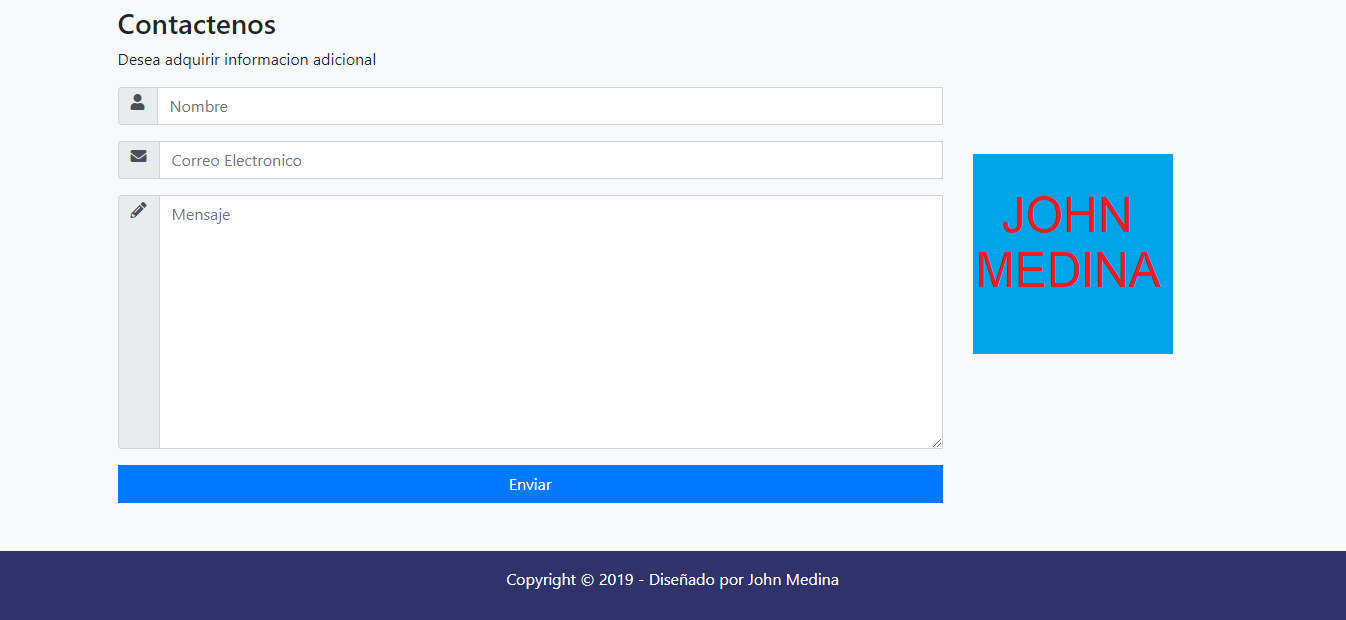 Contactenos
Desea adquirir informacion adicional
Nombre
Correo Electronico
Mensaje
Enviar
JOHN
MEDINA
Copyright © 2019 - Diseñado por John Medina